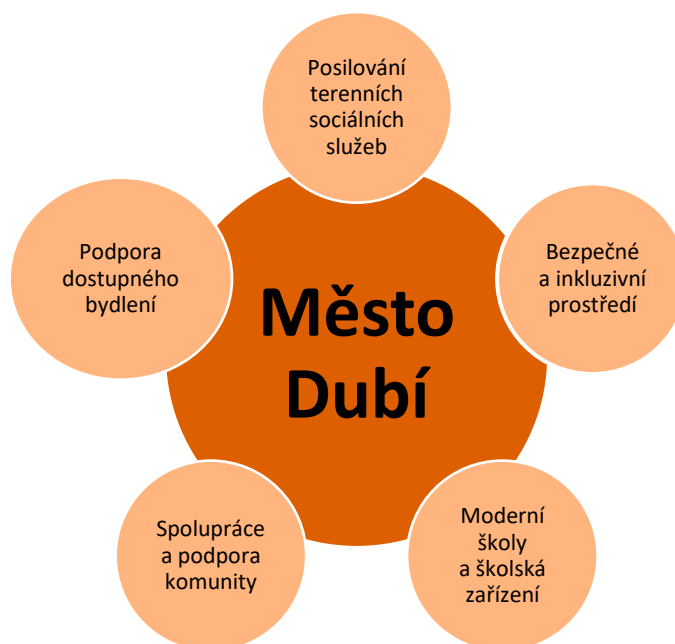 Posilování
terenních
sociálních
služeb
Podpora
dostupného
bydlení
Bezpečné
a inkluzivní
prostředí
Město
Dubí
Spolupráce
a podpora
komunity
Moderní
školy
a školská
zařízení